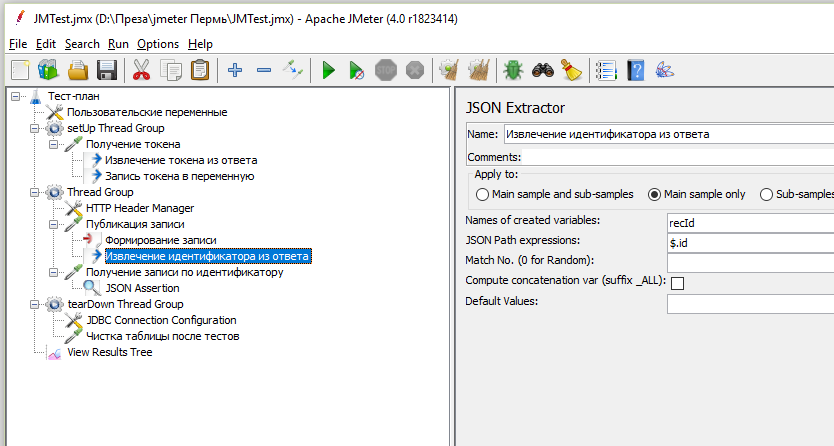 JMTest.jmx (D:\Преза\jmeter Пермь\JMTest.jmx) - Apache JMeter (4.0 r1823414)
File Edit Search Run Options Help
STOP
Тест-план
Пользовательские переменные
setUp Thread Group
Получение токена
Извлечение токена из ответа
Запись токена в переменную
Thread Group
HTTP Header Manager
Публикация записи
Формирование записи
Извлечение идентификатора из ответа
Получение записи по идентификатору
JSON Assertion
tearDown Thread Group
JDBC Connection Configuration
Чистка таблицы после тестов
View Results Tree
JSON Extractor
Name: Извлечение идентификатора из ответа
Comments:
Apply to:
Main sample and sub-samples Main sample only Sub-samples
Names of created variables: recId
JSON Path expressions: $.id
Match No. (0 for Random):
Compute concatenation var (suffix _ALL):
Default Values: